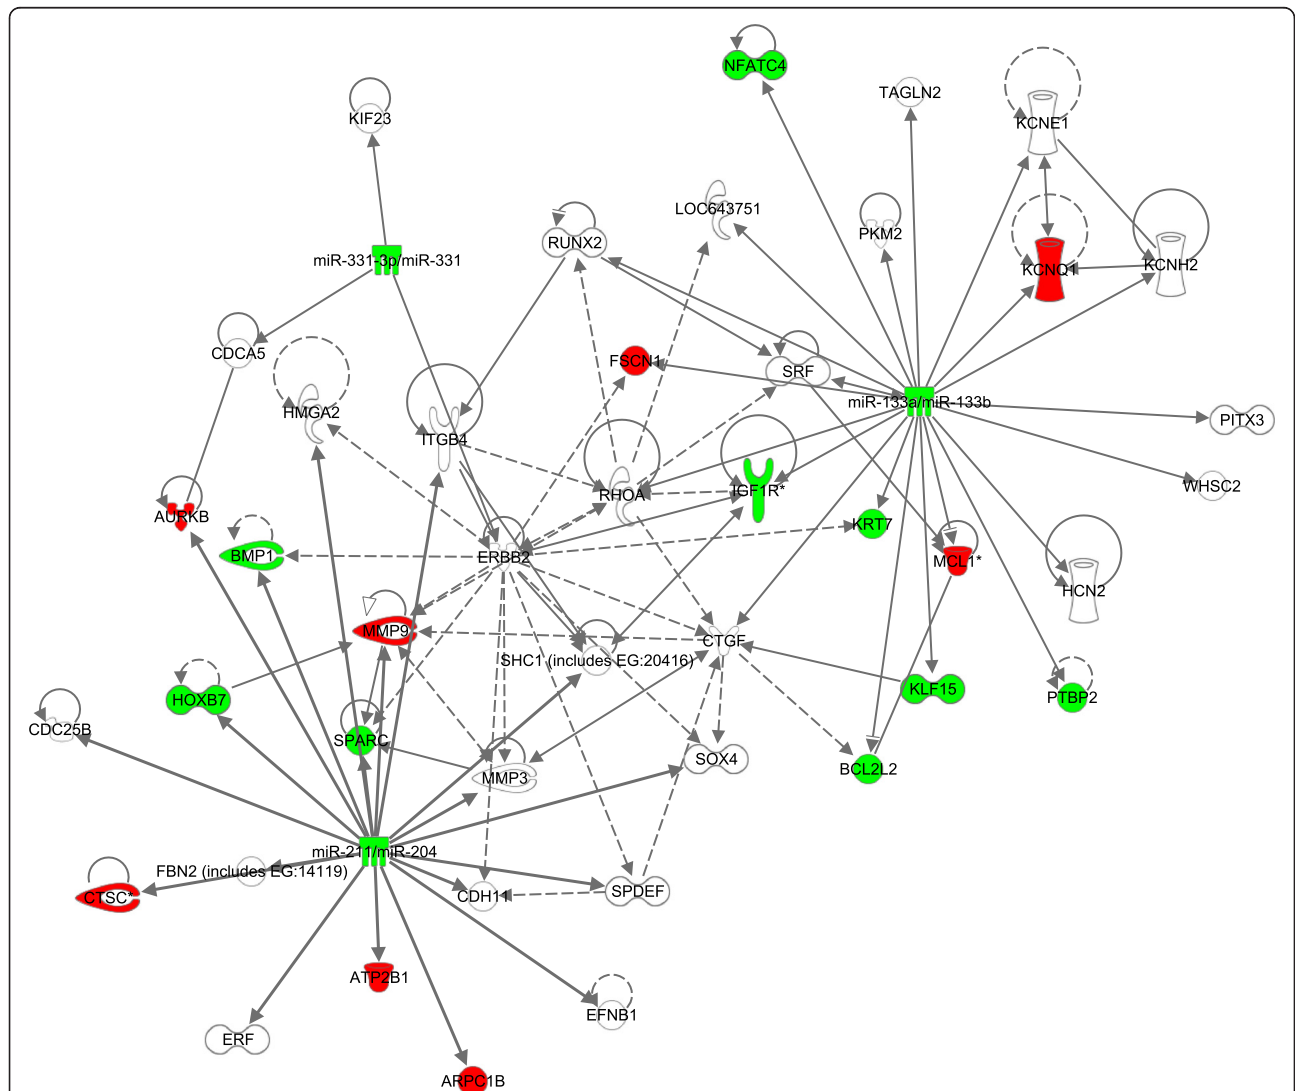 NFATC4
TAGLN2
KIF23
KCNE1
LOC643751
PKM2
RUNX2
miR-331-3p/miR-331
KCNQ1
KCNH2
CDCA5
FSCN1
SRF
HMGA2
miR-133a/miR-133b
PITX3
ITGB4
RHOA
IGF1R*
WHSC2
AURKB
KRT7
BMP1
ERBB2
MCL1*
HCN2
MMP9
CTGF
SHC1 (includes EG:20416)
HOXB7
KLF15
PTBP2
CDC25B
SPARC
SOX4
BCL2L2
MMP3
miR-211/miR-204
FBN2 (includes EG:14119)
CTSC*
CDH11
SPDEF
ATP2B1
EFNB1
ERF
ARPC1B